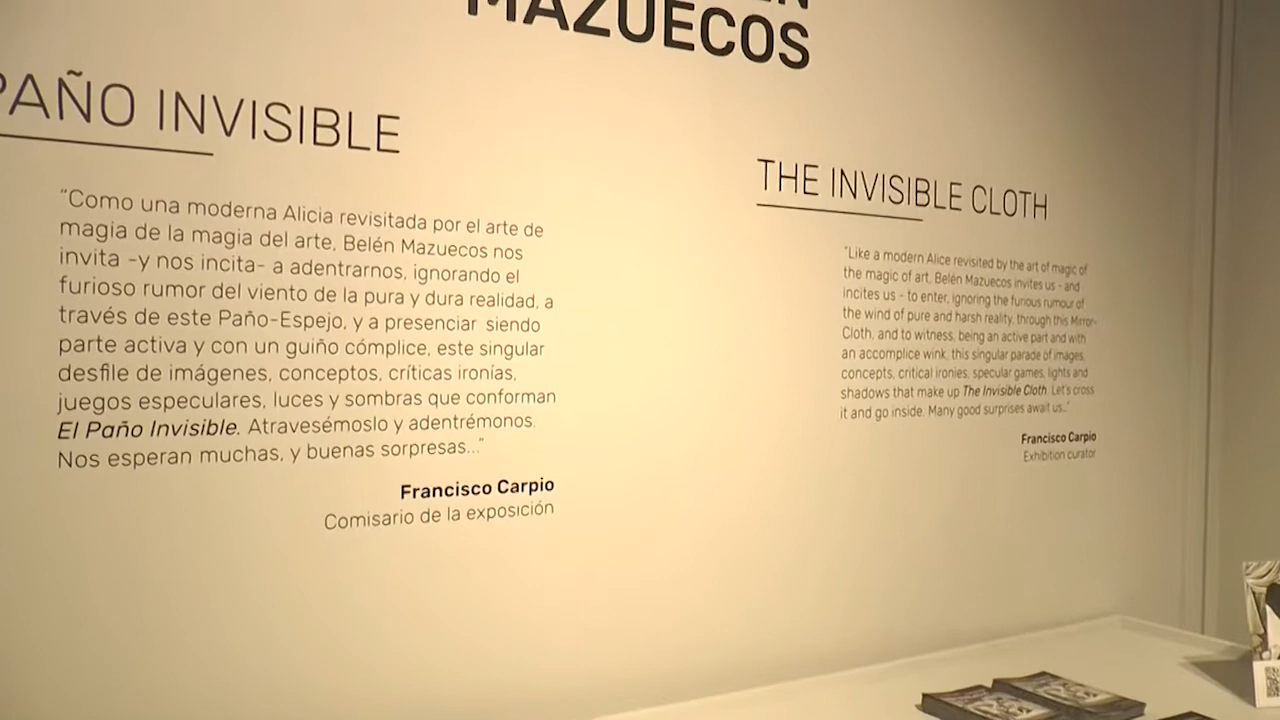 MAZUECOS
PAÑO INVISIBLE
“Como una moderna Alicia revisitada por el arte de
magia de la magia del arte, Belén Mazuecos nos
invita -y nos incita- a adentrarnos, ignorando el
furioso rumor del viento de la pura y dura realidad, a
través de este Paño-Espejo, y a presenciar siendo
parte activa y con un guiño cómplice, este singular
desfile de imágenes, conceptos, críticas ironías,
juegos especulares, luces y sombras que conforman
El Paño Invisible. Atravesémoslo y adentrémonos.
Nos esperan muchas, y buenas sorpresas...”
Francisco Carpio
Comisario de la exposición
THE INVISIBLE CLOTH
“Like a modern Alice revisited by the art of magic of
the magic of art, Belén Mazuecos invites us - and
incites us - to enter, ignoring the furious rumour of
the wind of pure and harsh reality, through this Mirror-
Cloth, and to witness, being an active part and with
an accomplice wink, this singular parade of images,
concepts, critical ironies, specular games, lights and
shadows that make up The Invisible Cloth. Let's cross
it and go inside. Many good surprises await us...”
Francisco Carpio
Exhibition curator